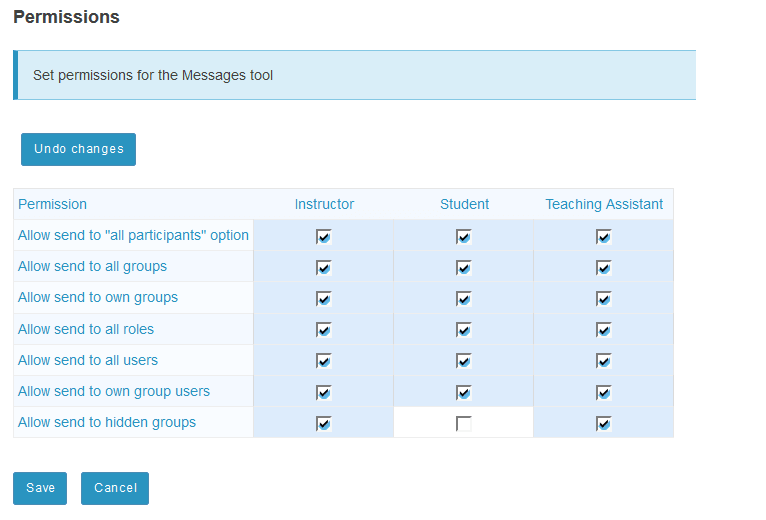 Permissions
Set permissions for the Messages tool
Undo changes
Permission Instructor Student Teaching Assistant
Allow send to "all participants" option
Allow send to all groups
Allow send to own groups
Allow send to all roles
Allow send to all users
Allow send to own group users
Allow send to hidden groups
Save Cancel